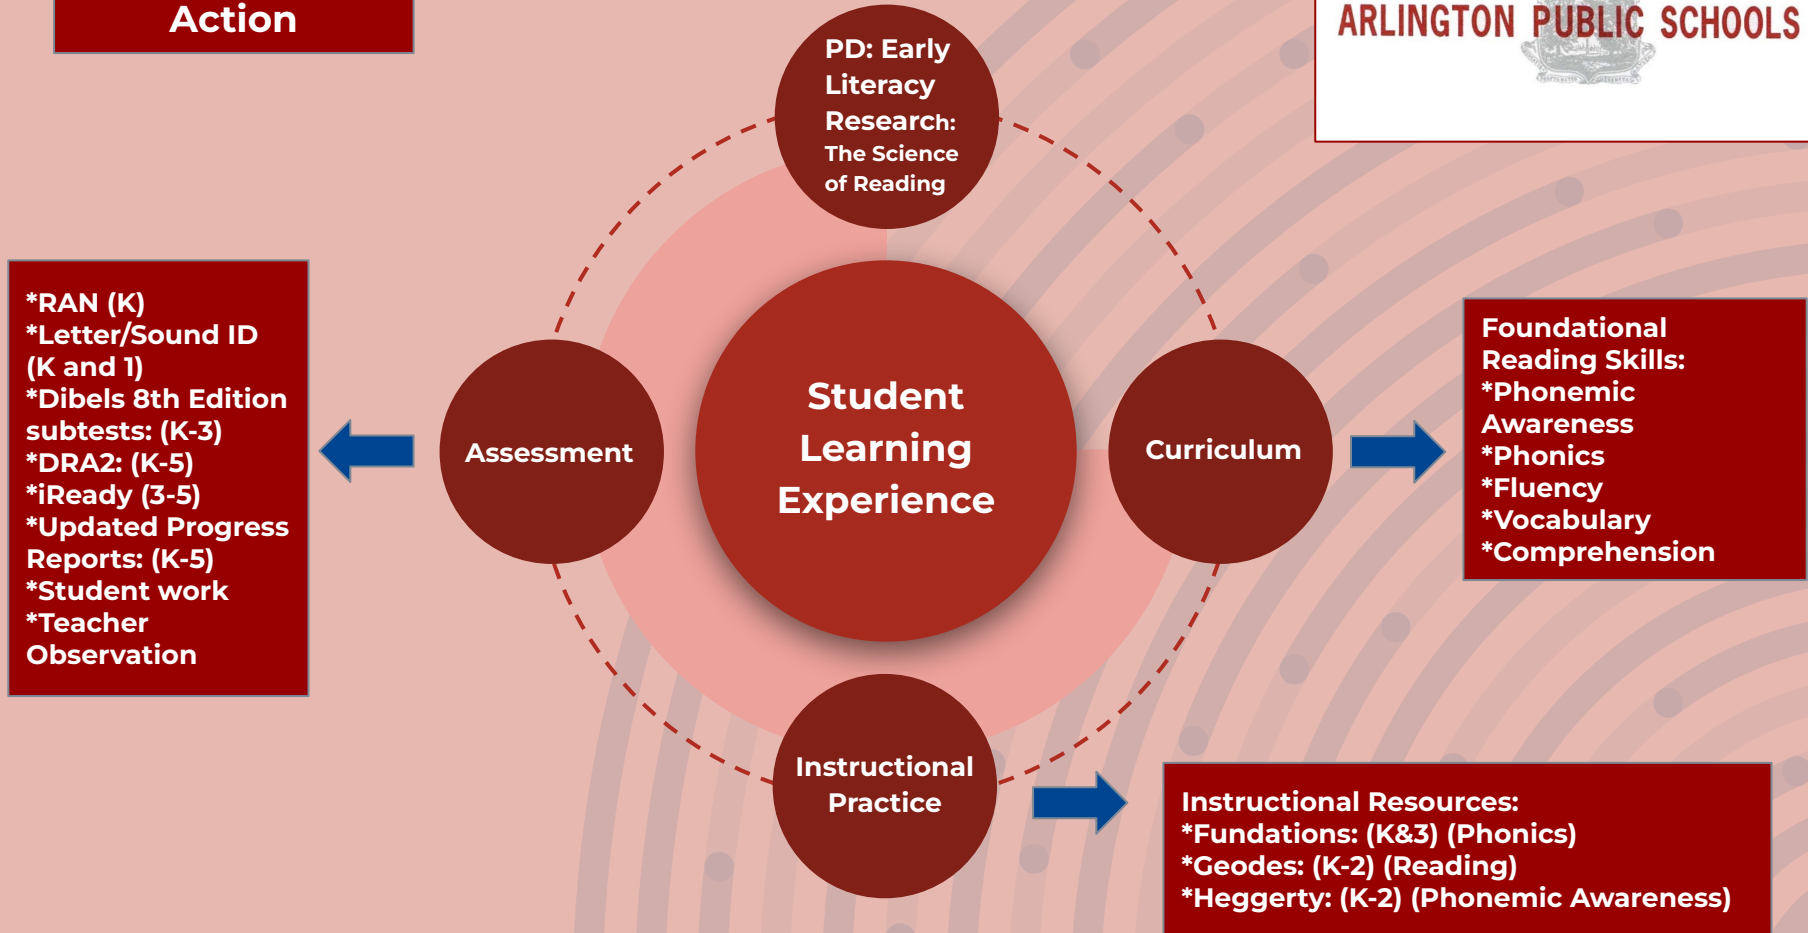 Action
ARLINGTON PUBLIC SCHOOLS
PD: Early
Literacy
Research:
The Science
of Reading
*RAN (K)
*Letter/Sound ID
(K and 1)
*Dibels 8th Edition
subtests: (K-3)
*DRA2: (K-5)
*iReady (3-5)
*Updated Progress
Reports: (K-5)
*Student work
*Teacher
Observation
Assessment
Student
Learning
Experience
Curriculum
Foundational
Reading Skills:
*Phonemic
Awareness
*Phonics
*Fluency
*Vocabulary
*Comprehension
Instructional
Practice
Instructional Resources:
*Fundations: (K&3) (Phonics)
*Geodes: (K-2) (Reading)
*Heggerty: (K-2) (Phonemic Awareness)